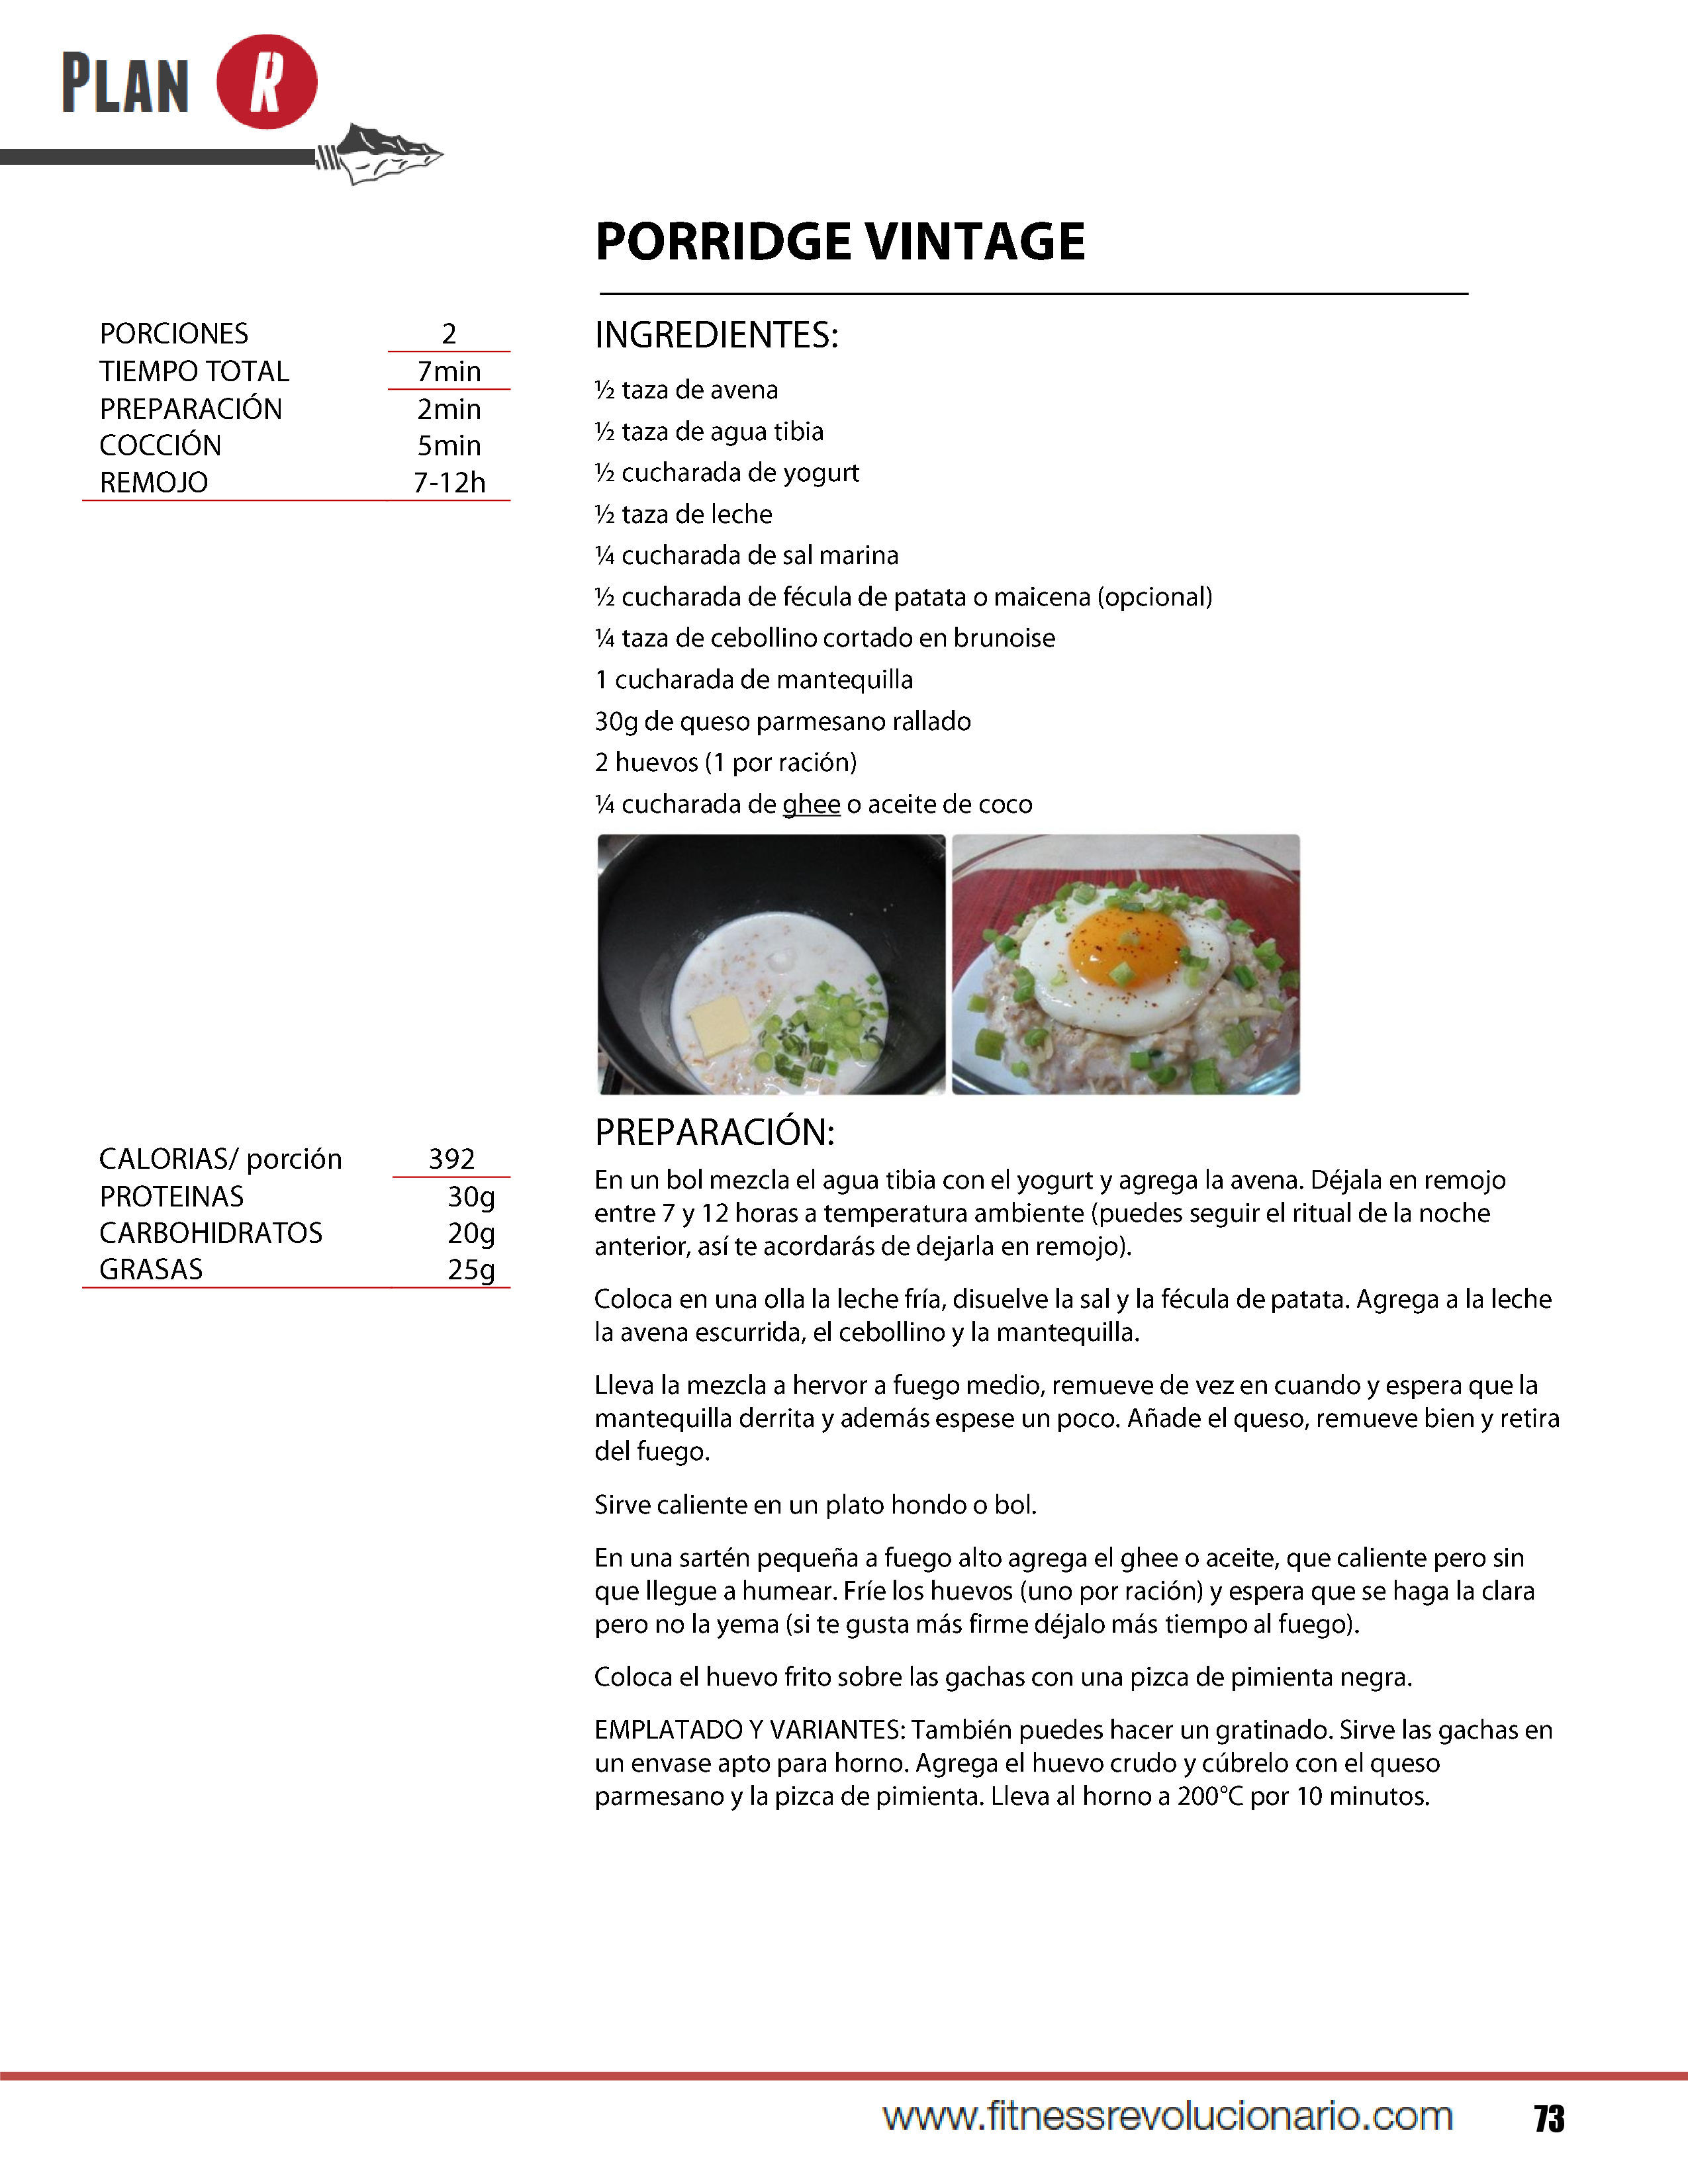 PLAN R
PORRIDGE VINTAGE
PORCIONES 2
TIEMPO TOTAL 7min
PREPARACIÓN 2min
COCCIÓN 5min
REMOJO 7-12h
INGREDIENTES:
½ taza de avena
½ taza de agua tibia
½ cucharada de yogurt
½ taza de leche
¼ cucharada de sal marina
½ cucharada de fécula de patata o maicena (opcional)
¼ taza de cebollino cortado en brunoise
1 cucharada de mantequilla
30g de queso parmesano rallado
2 huevos (1 por ración)
¼ cucharada de ghee o aceite de coco
CALORIAS/ porción 392
PROTEINAS 30g
CARBOHIDRATOS 20g
GRASAS 25g
PREPARACIÓN:
En un bol mezcla el agua tibia con el yogurt y agrega la avena. Déjala en remojo
entre 7 y 12 horas a temperatura ambiente (puedes seguir el ritual de la noche
anterior, así te acordarás de dejarla en remojo).
Coloca en una olla la leche fría, disuelve la sal y la fécula de patata. Agrega a la leche
la avena escurrida, el cebollino y la mantequilla.
Lleva la mezcla a hervor a fuego medio, remueve de vez en cuando y espera que la
mantequilla derrita y además espese un poco. Añade el queso, remueve bien y retira
del fuego.
Sirve caliente en un plato hondo o bol.
En una sartén pequeña a fuego alto agrega el ghee o aceite, que caliente pero sin
que llegue a humear. Fríe los huevos (uno por ración) y espera que se haga la clara
pero no la yema (si te gusta más firme déjalo más tiempo al fuego).
Coloca el huevo frito sobre las gachas con una pizca de pimienta negra.
EMPLATADO Y VARIANTES: También puedes hacer un gratinado. Sirve las gachas en
un envase apto para horno. Agrega el huevo crudo y cúbrelo con el queso
parmesano y la pizca de pimienta. Lleva al horno a 200°C por 10 minutos.
www.fitnessrevolucionario.com 73